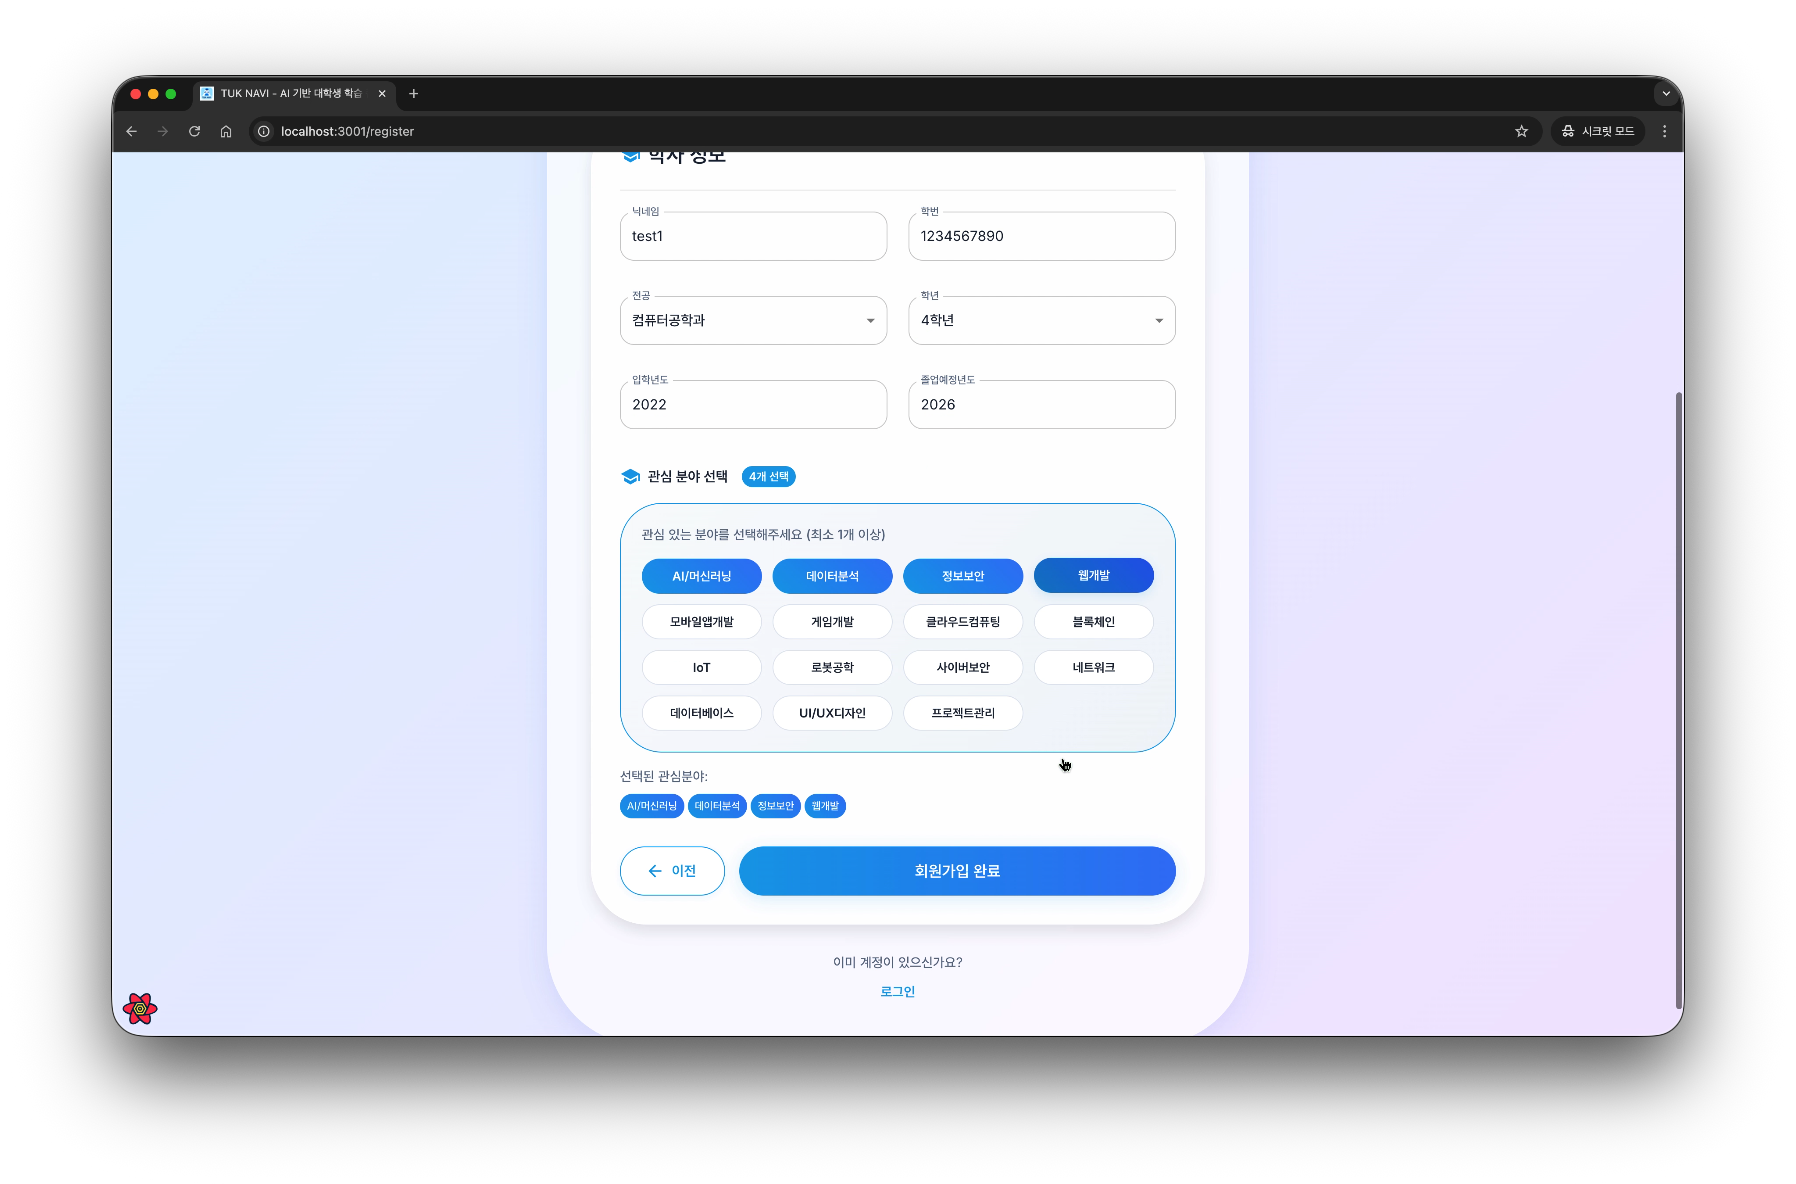 TUK NAVI - AI 기반 대학생 학습
localhost:3001/register
시크릿 모드
학사 정보
닉네임
학번
test1
1234567890
전공
학년
컴퓨터공학과
4학년
입학년도
졸업예정년도
2022
2026
관심 분야 선택
4개 선택
관심 있는 분야를 선택해주세요 (최소 1개 이상)
AI/머신러닝
데이터분석
정보보안
웹개발
모바일앱개발
게임개발
클라우드컴퓨팅
블록체인
IoT
로봇공학
사이버보안
네트워크
데이터베이스
UI/UX디자인
프로젝트관리
선택된 관심분야:
AI/머신러닝
데이터분석
정보보안
웹개발
이전
회원가입 완료
이미 계정이 있으신가요?
로그인